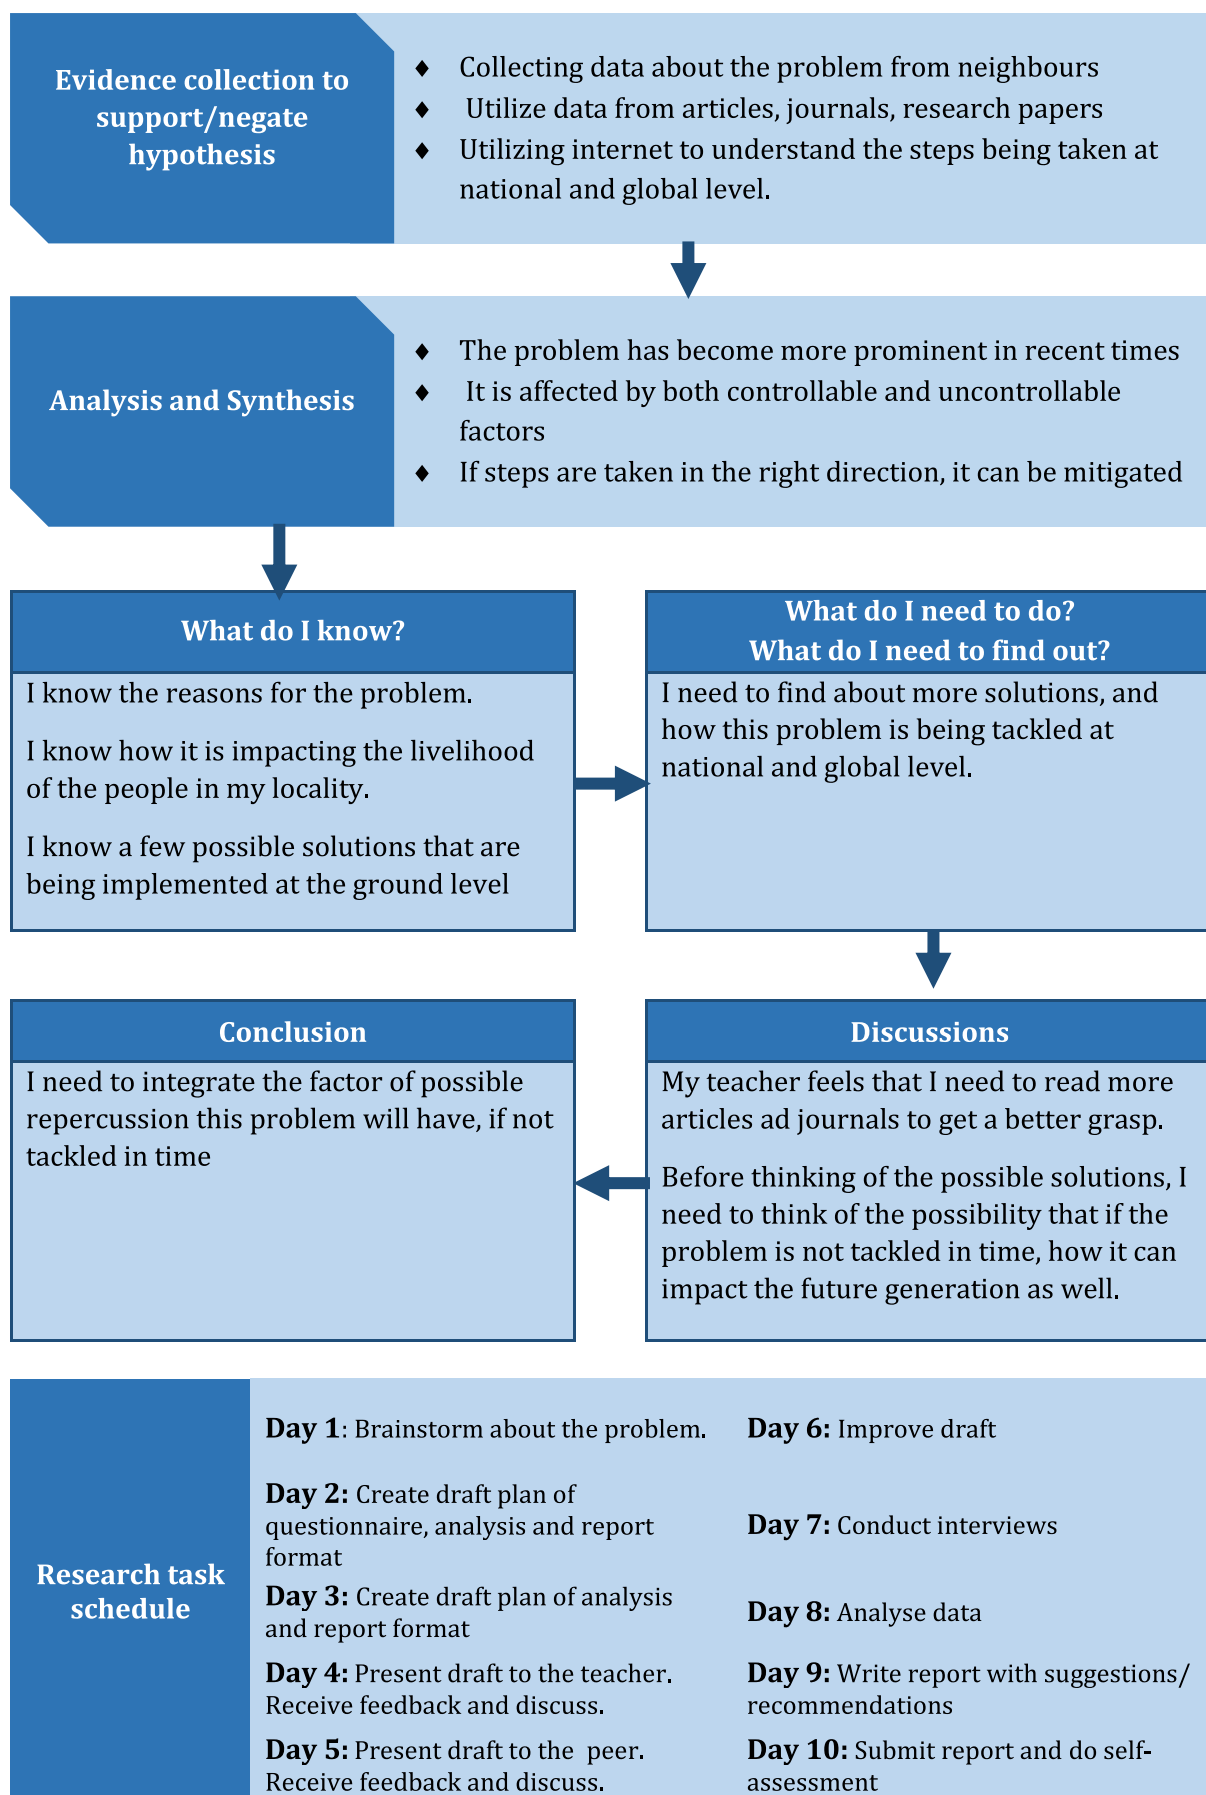 Evidence collection to
support/negate
hypothesis
♦ Collecting data about the problem from neighbours
♦ Utilize data from articles, journals, research papers
♦ Utilizing internet to understand the steps being taken at
national and global level.
Analysis and Synthesis
♦ The problem has become more prominent in recent times
♦ It is affected by both controllable and uncontrollable
factors
♦ If steps are taken in the right direction, it can be mitigated
What do I know?
I know the reasons for the problem.
I know how it is impacting the livelihood
of the people in my locality.
I know a few possible solutions that are
being implemented at the ground level
What do I need to do?
What do I need to find out?
I need to find about more solutions, and
how this problem is being tackled at
national and global level.
Discussions
My teacher feels that I need to read more
articles ad journals to get a better grasp.
Before thinking of the possible solutions, I
need to think of the possibility that if the
problem is not tackled in time, how it can
impact the future generation as well.
Conclusion
I need to integrate the factor of possible
repercussion this problem will have, if not
tackled in time
Research task
schedule
Day 1: Brainstorm about the problem.
Day 2: Create draft plan of
questionnaire, analysis and report
format
Day 3: Create draft plan of analysis
and report format
Day 4: Present draft to the teacher.
Receive feedback and discuss.
Day 5: Present draft to the peer.
Receive feedback and discuss.
Day 6: Improve draft
Day 7: Conduct interviews
Day 8: Analyse data
Day 9: Write report with suggestions/
recommendations
Day 10: Submit report and do self-
assessment